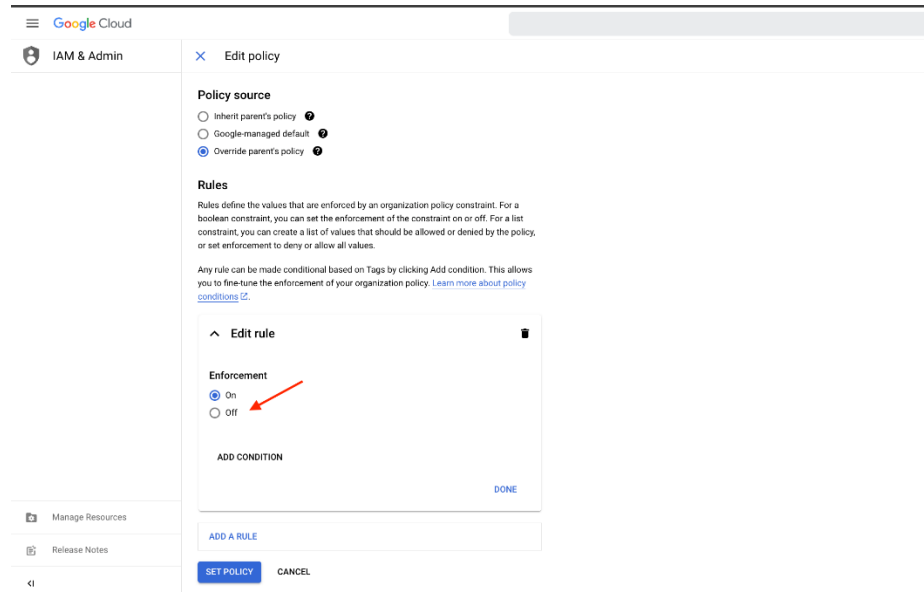 Google Cloud
IAM & Admin
Edit policy
Policy source
Inherit parent's policy
Google-managed default
Override parent's policy
Rules
Rules define the values that are enforced by an organization policy constraint. For a
boolean constraint, you can set the enforcement of the constraint on or off. For a list
constraint, you can create a list of values that should be allowed or denied by the policy,
or set enforcement to deny or allow all values.
Any rule can be made conditional based on Tags by clicking Add condition. This allows
you to fine-tune the enforcement of your organization policy. Learn more about policy
conditions
Edit rule
Enforcement
On
Off
ADD CONDITION
DONE
ADD A RULE
SET POLICY CANCEL
Manage Resources
Release Notes